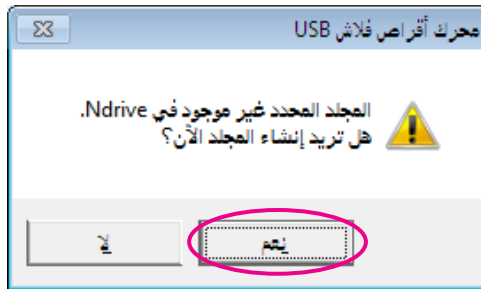 محرك أقراص فلاش USB
المجلد المحدد غير موجود في Ndrive.
هل تريد إنشاء المجلد الآن؟
نعم
لا